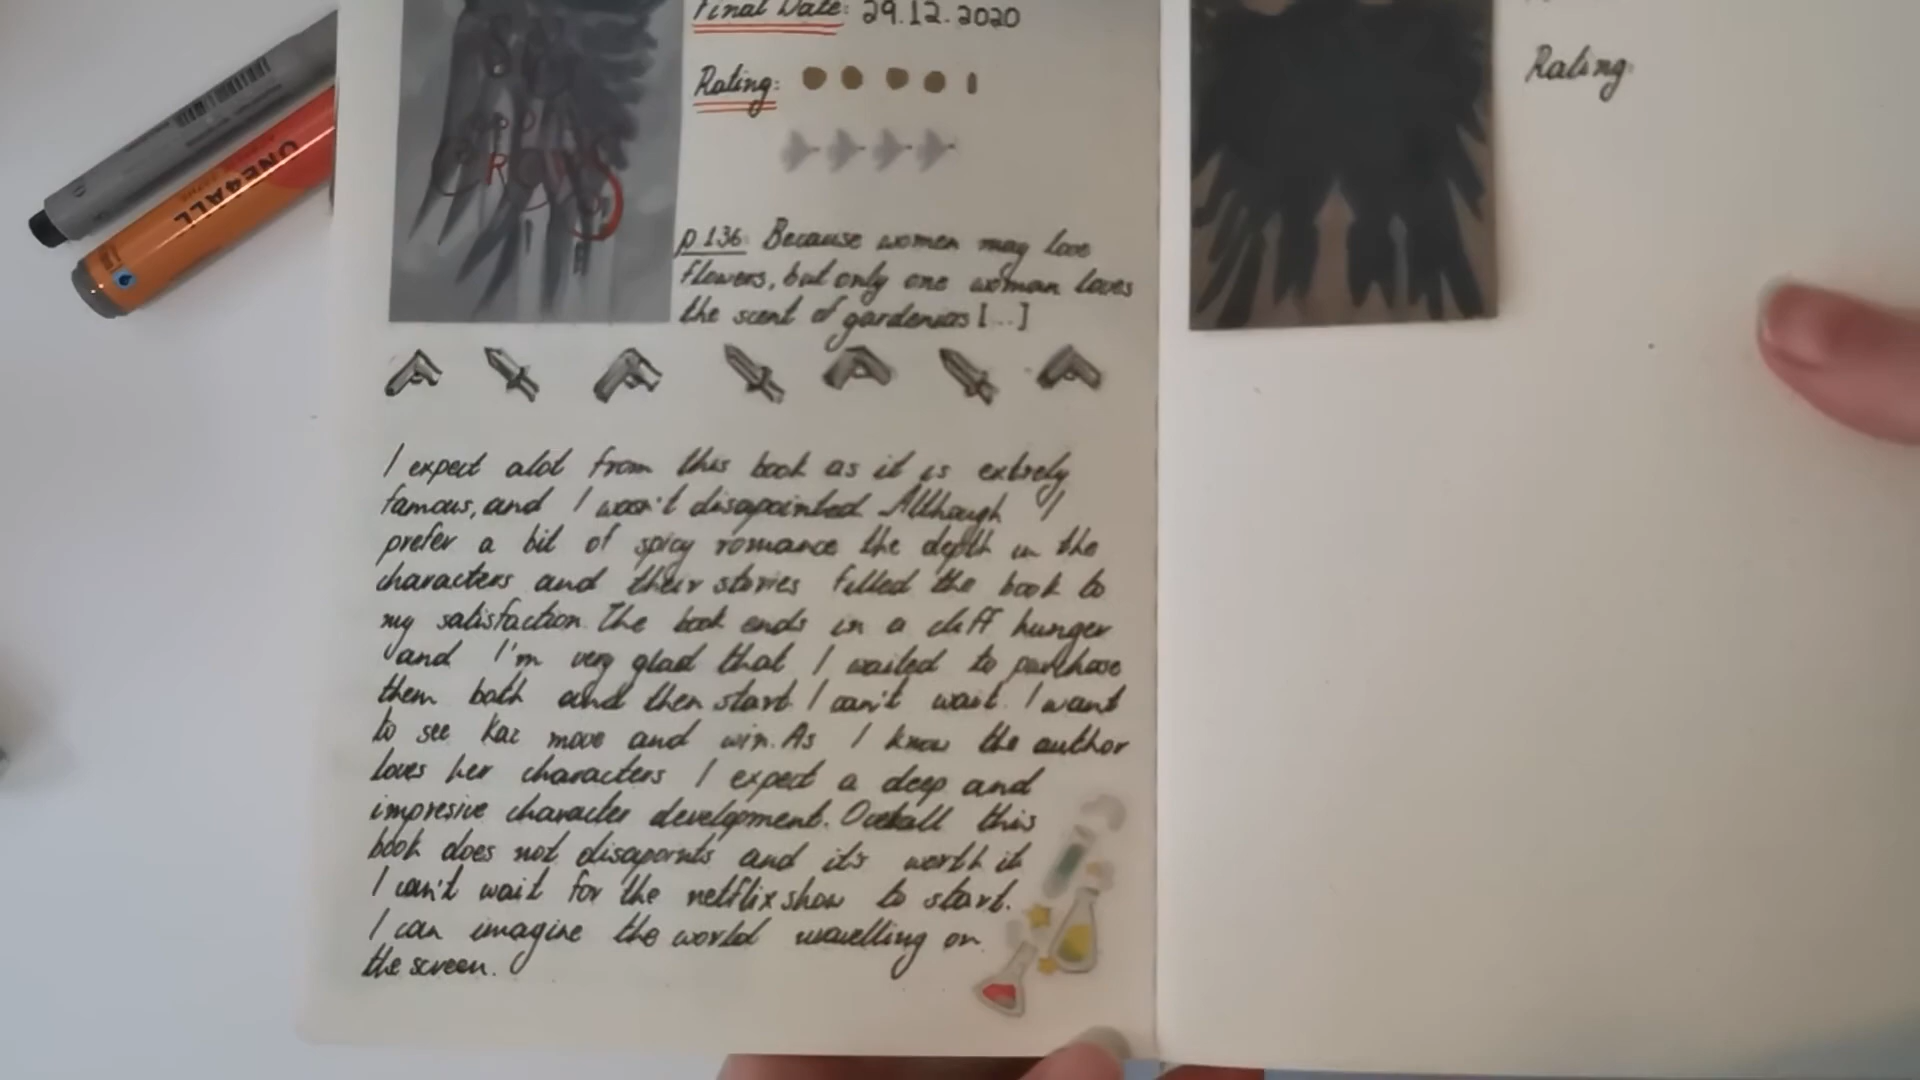 Final Date: 29.12.2020
Rating:
p 136: Because women may love
flowers, but only one woman loves
the scent of gardenias [...]
I expect alot from this book as it is extrely
famous, and I wasn't disapointed. Although I
prefer a bit of spicy romance the depth in the
characters and their stories filled the book to
my satisfaction. The book ends in a cliff hunger
and I'm very glad that I waited to purchase
them both and then start. I can't wait. I want
to see Kaz move and win. As I know the author
loves her characters I expect a deep and
impresive character development. Overall this
book does not disapoints and it's worth it
I can't wait for the netflix show to start.
I can imagine the world on
the screen.
CROWS
ONE4ALL
Rating: